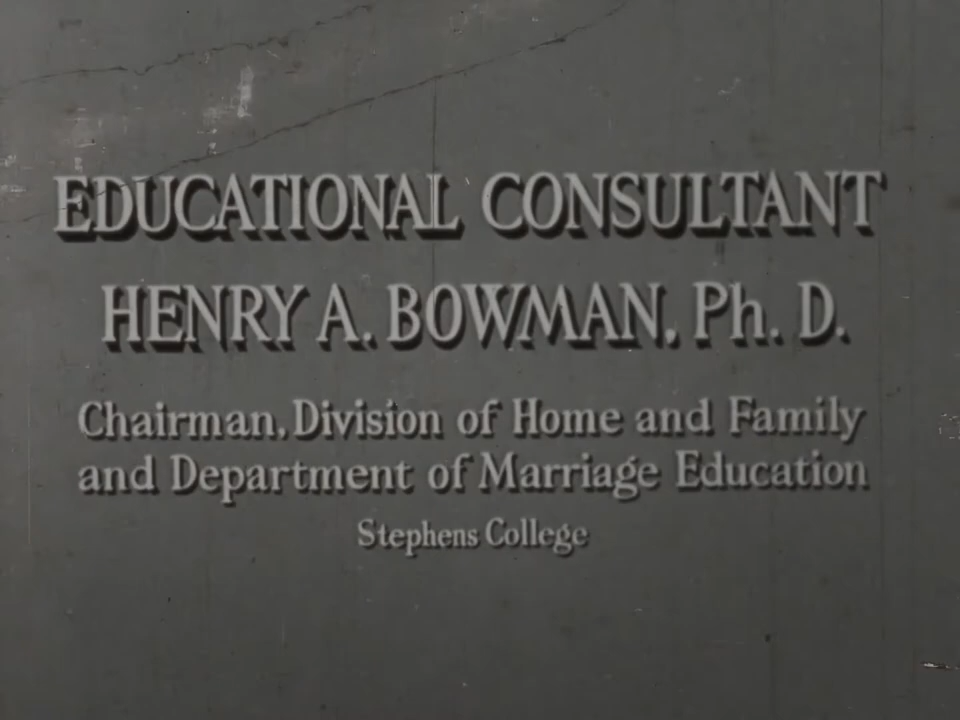 EDUCATIONAL CONSULTANT
HENRY A. BOWMAN, Ph. D.
Chairman, Division of Home and Family
and Department of Marriage Education
Stephens College